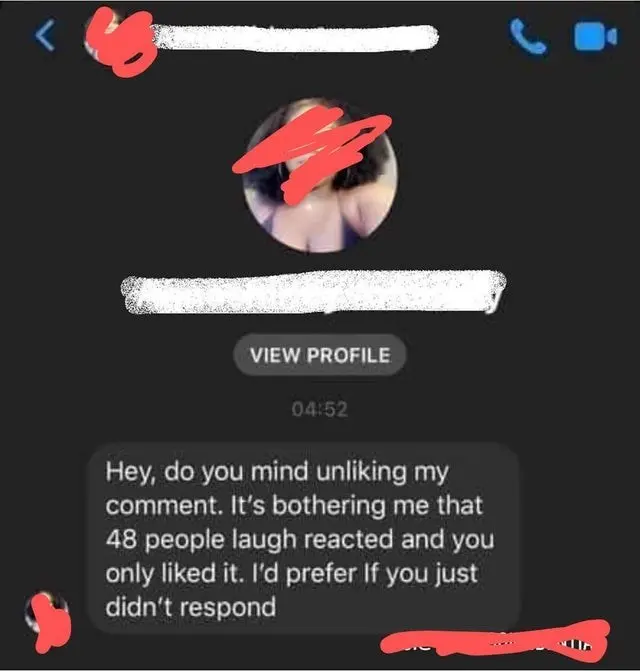 VIEW PROFILE
04:52
Hey, do you mind unliking my
comment. It's bothering me that
48 people laugh reacted and you
only liked it. I'd prefer If you just
didn't respond